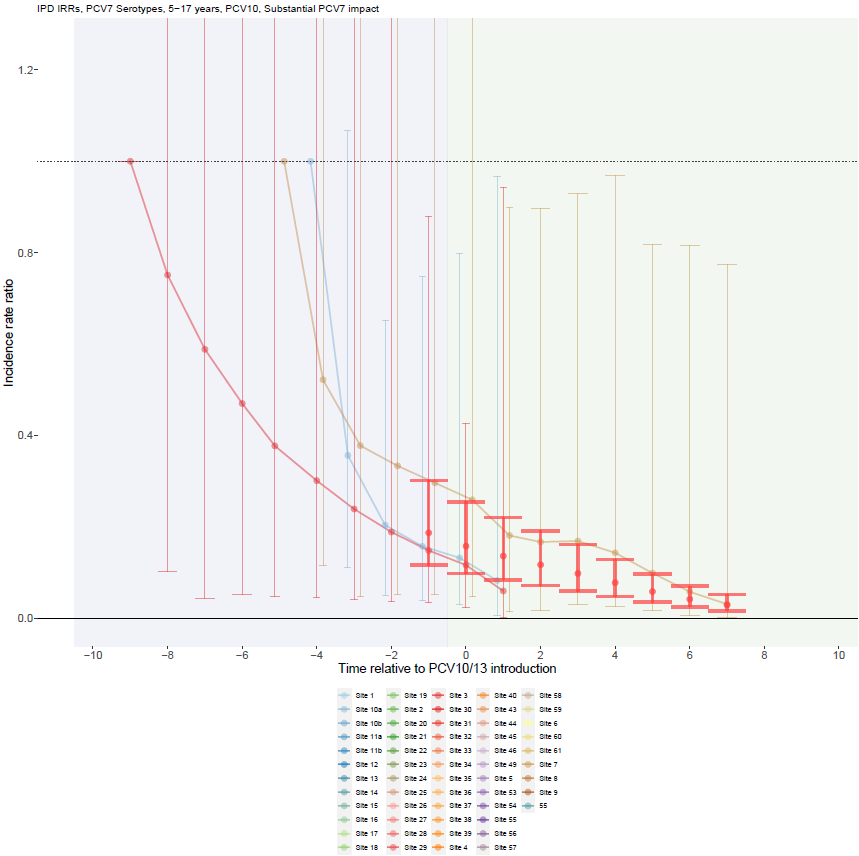 IPD IRRs, PCV7 Serotypes, 5−17 years, PCV10, Substantial PCV7 impact
Incidence rate ratio
1.2
0.8
0.4
0.0
−10 −8 −6 −4 −2 0 2 4 6 8 10
Time relative to PCV10/13 introduction
Site 1 Site 19 Site 3 Site 40 Site 58
Site 10a Site 2 Site 30 Site 43 Site 59
Site 10b Site 20 Site 31 Site 44 Site 6
Site 11a Site 21 Site 32 Site 45 Site 60
Site 11b Site 22 Site 33 Site 46 Site 61
Site 12 Site 23 Site 34 Site 49 Site 7
Site 13 Site 24 Site 35 Site 5 Site 8
Site 14 Site 25 Site 36 Site 53 Site 9
Site 15 Site 26 Site 37 Site 54 55
Site 16 Site 27 Site 38 Site 55
Site 17 Site 28 Site 39 Site 56
Site 18 Site 29 Site 4 Site 57